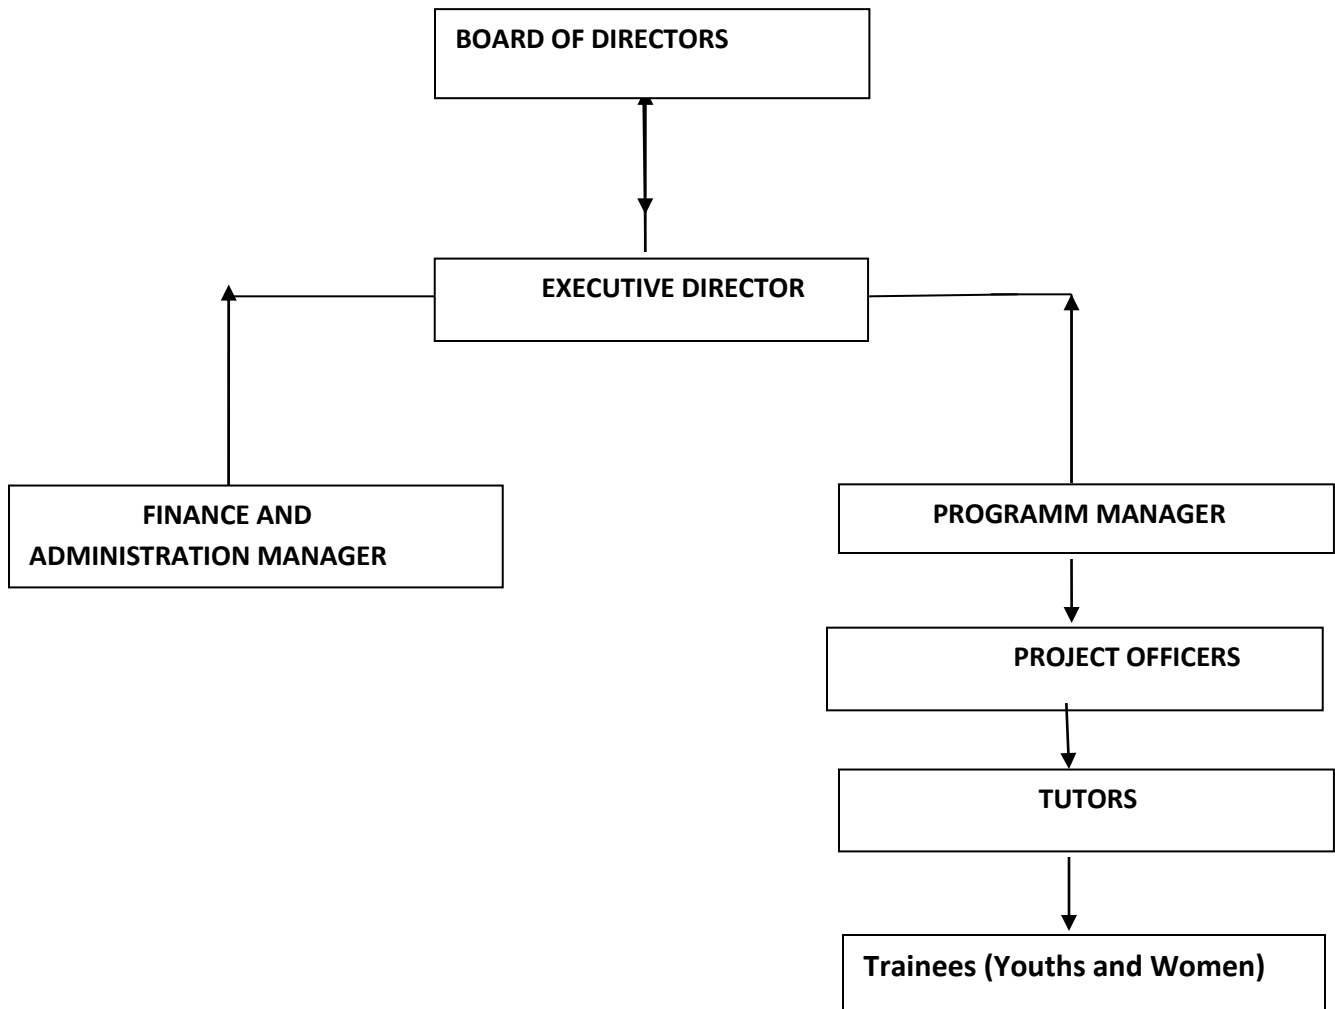 BOARD OF DIRECTORS
EXECUTIVE DIRECTOR
FINANCE AND
ADMINISTRATION MANAGER
PROGRAMM MANAGER
PROJECT OFFICERS
TUTORS
Trainees (Youths and Women)